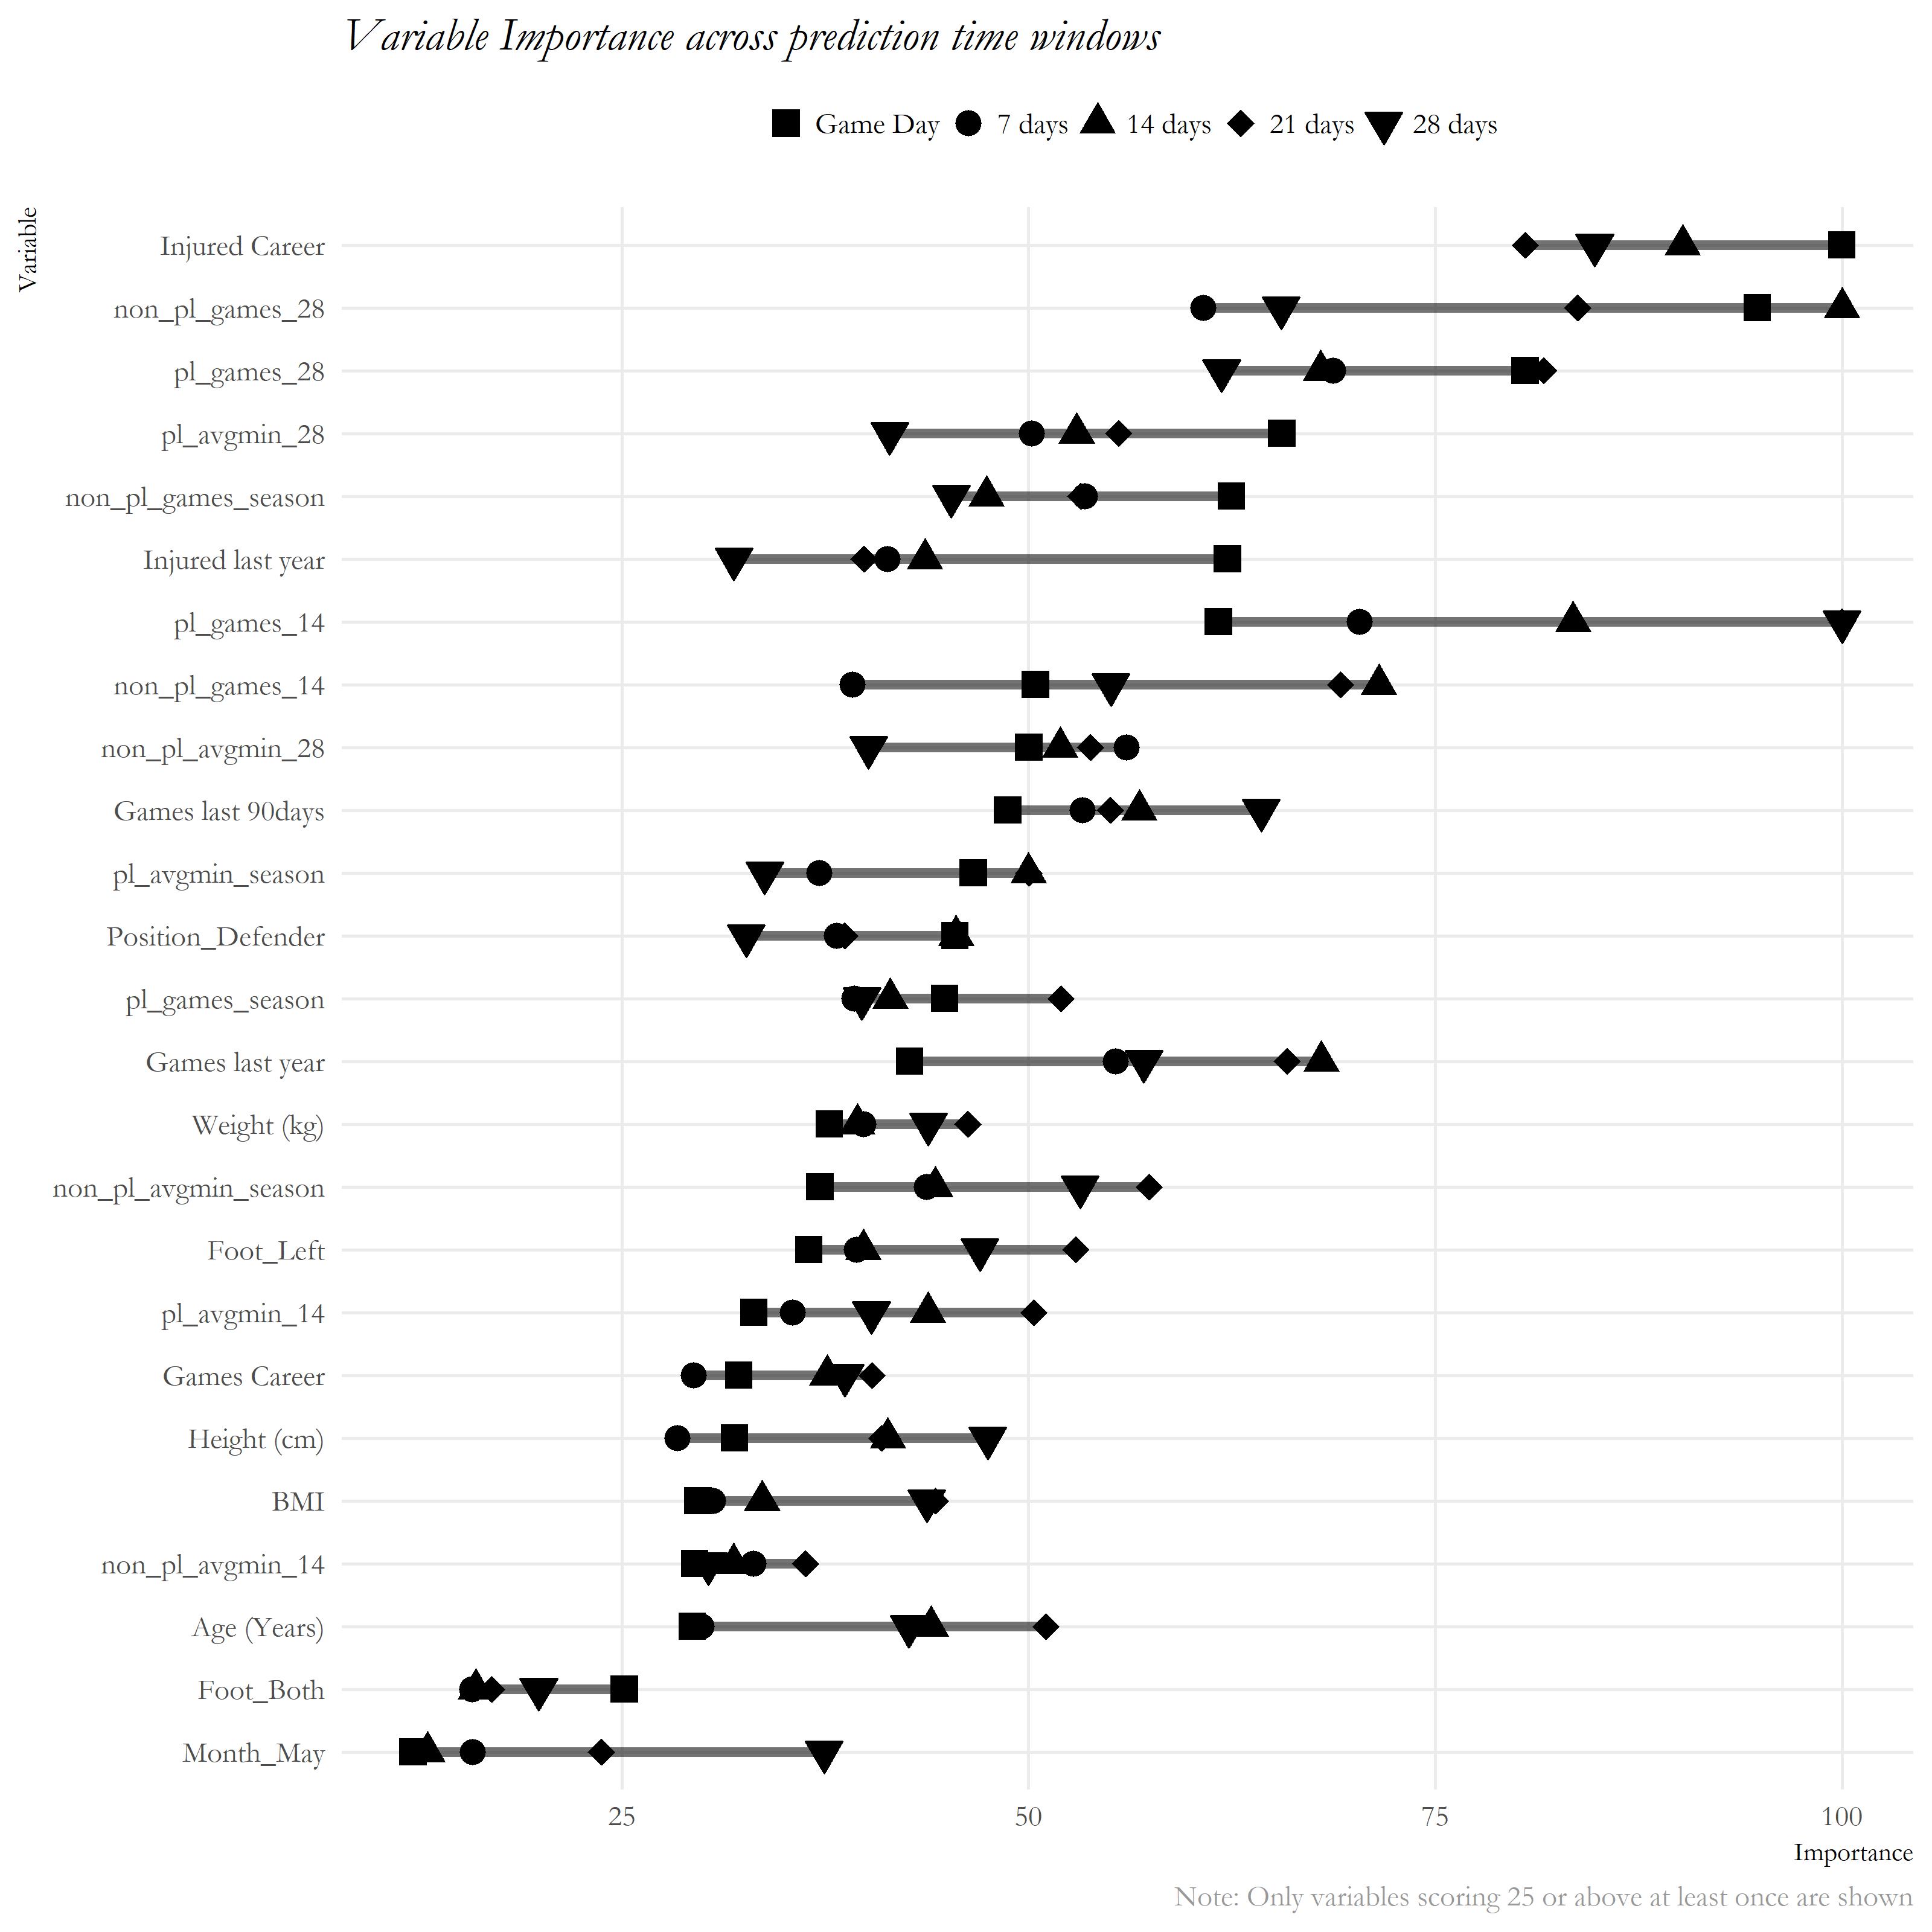 Variable Importance across prediction time windows
Game Day 7 days 14 days 21 days 28 days
Variable
Injured Career
non_pl_games_28
pl_games_28
pl_avgmin_28
non_pl_games_season
Injured last year
pl_games_14
non_pl_games_14
non_pl_avgmin_28
Games last 90days
pl_avgmin_season
Position_Defender
pl_games_season
Games last year
Weight (kg)
non_pl_avgmin_season
Foot_Left
pl_avgmin_14
Games Career
Height (cm)
BMI
non_pl_avgmin_14
Age (Years)
Foot_Both
Month_May
25 50 75 100
Importance
Note: Only variables scoring 25 or above at least once are shown